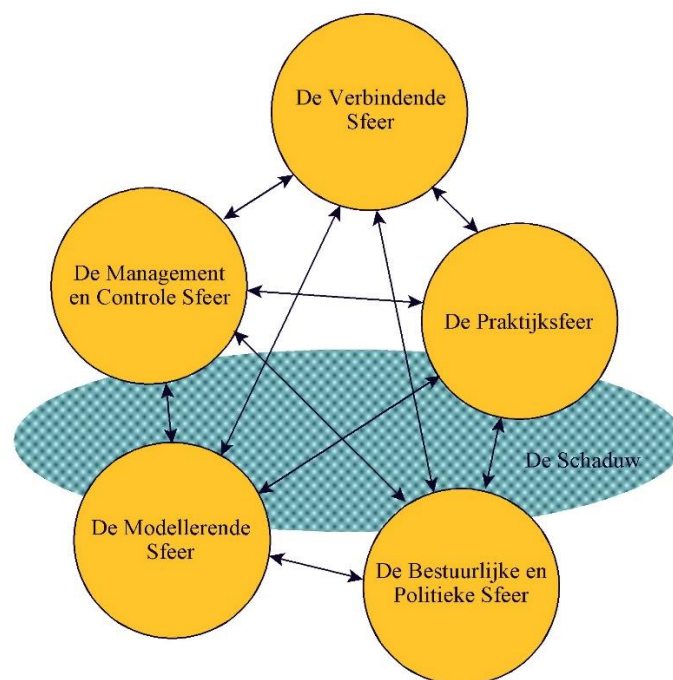 De Verbindende
Sfeer
De Management
en Controle Sfeer
De Praktijksfeer
De Schaduw
De Modellerende
Sfeer
De Bestuurlijke en
Politieke Sfeer